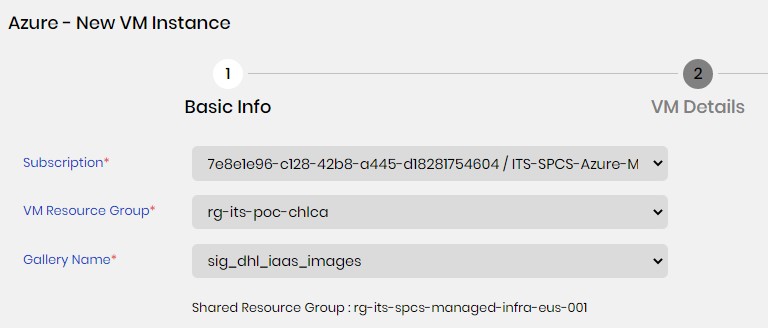 Azure - New VM Instance
1
2
Basic Info
VM Details
Subscription*
7e8e1e96-c128-42b8-a445-d18281754604 / ITS-SPCS-Azure-M
VM Resource Group*
rg-its-poc-chlca
Gallery Name*
sig_dhl_iaas_images
Shared Resource Group : rg-its-spcs-managed-infra-eus-001